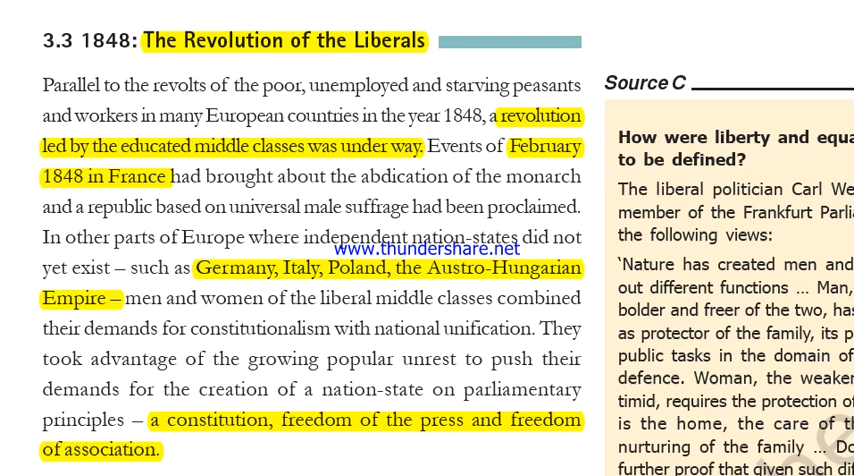 3.3 1848: The Revolution of the Liberals
Parallel to the revolts of the poor, unemployed and starving peasants
and workers in many European countries in the year 1848, a revolution
led by the educated middle classes was under way. Events of February
1848 in France had brought about the abdication of the monarch
and a republic based on universal male suffrage had been proclaimed.
In other parts of Europe where independent nation-states did not
www.thundershare.net
yet exist – such as Germany, Italy, Poland, the Austro-Hungarian
Empire – men and women of the liberal middle classes combined
their demands for constitutionalism with national unification. They
took advantage of the growing popular unrest to push their
demands for the creation of a nation-state on parliamentary
principles – a constitution, freedom of the press and freedom
of association.
Source C
How were liberty and equa
to be defined?
The liberal politician Carl We
member of the Frankfurt Parli
the following views:
‘Nature has created men and
out different functions … Man,
bolder and freer of the two, has
as protector of the family, its p
public tasks in the domain of
defence. Woman, the weaker
timid, requires the protection of
is the home, the care of th
nurturing of the family … Do
further proof that given such dif